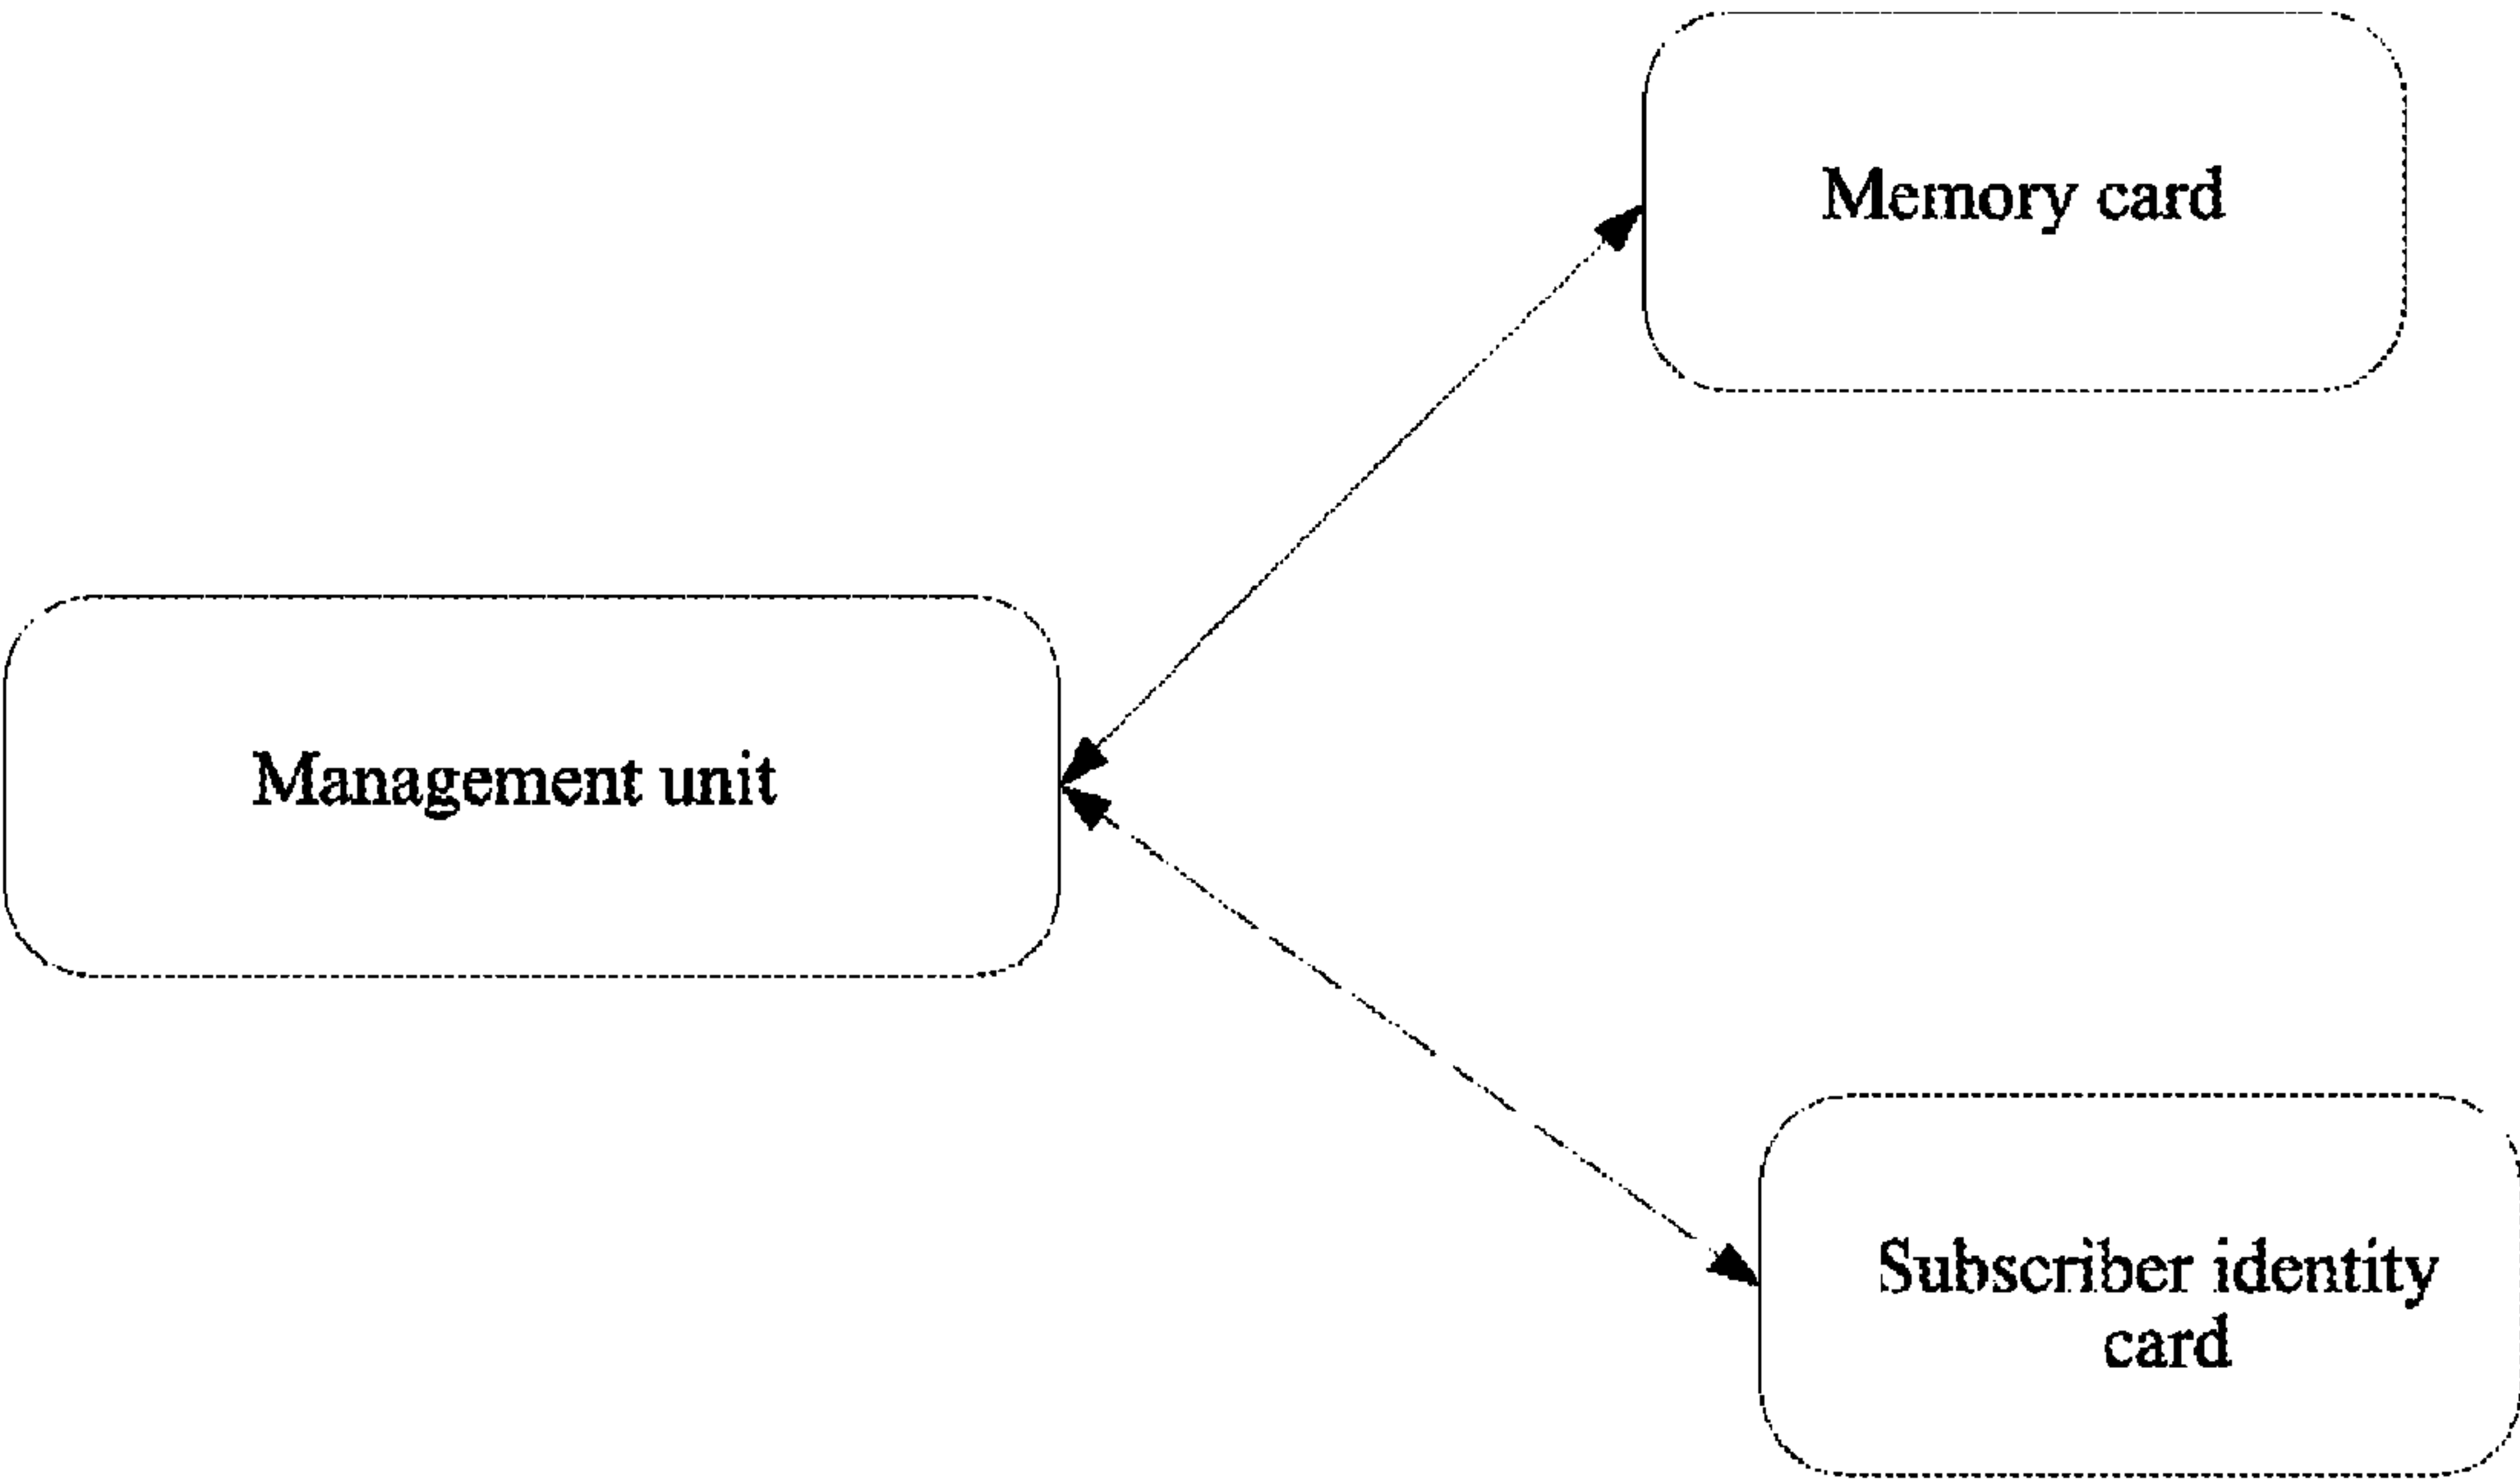 Memory card
Management unit
Subscriber identity
card